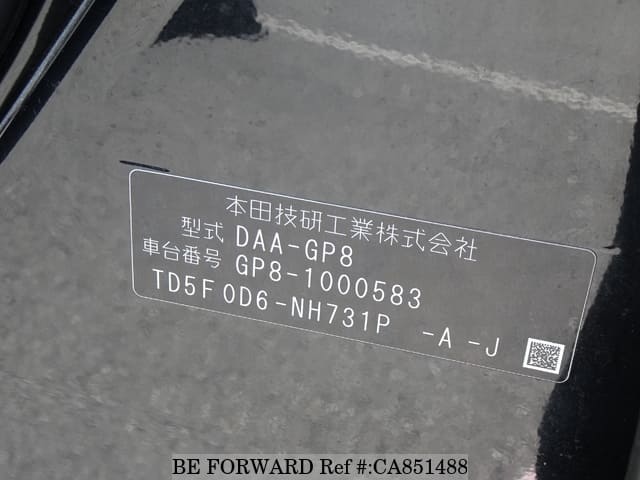 本田技研工業株式会社
型式 DAA-GP8
車台番号 GP8-1000583
TD5F0D6-NH731P -A -J
BE FORWARD Ref #:CA851488